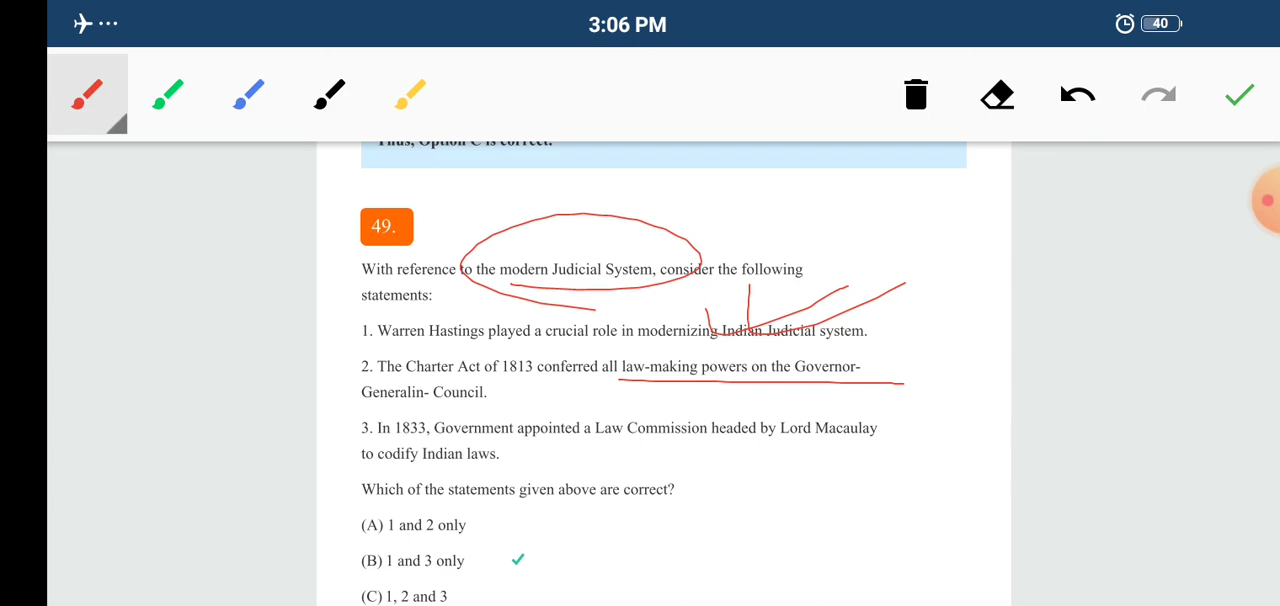 3:06 PM
40
Thus, Option C is correct.
49.
With reference to the modern Judicial System, consider the following
statements:
1. Warren Hastings played a crucial role in modernizing Indian Judicial system.
2. The Charter Act of 1813 conferred all law-making powers on the Governor-
Generalin- Council.
3. In 1833, Government appointed a Law Commission headed by Lord Macaulay
to codify Indian laws.
Which of the statements given above are correct?
(A) 1 and 2 only
(B) 1 and 3 only
(C) 1, 2 and 3